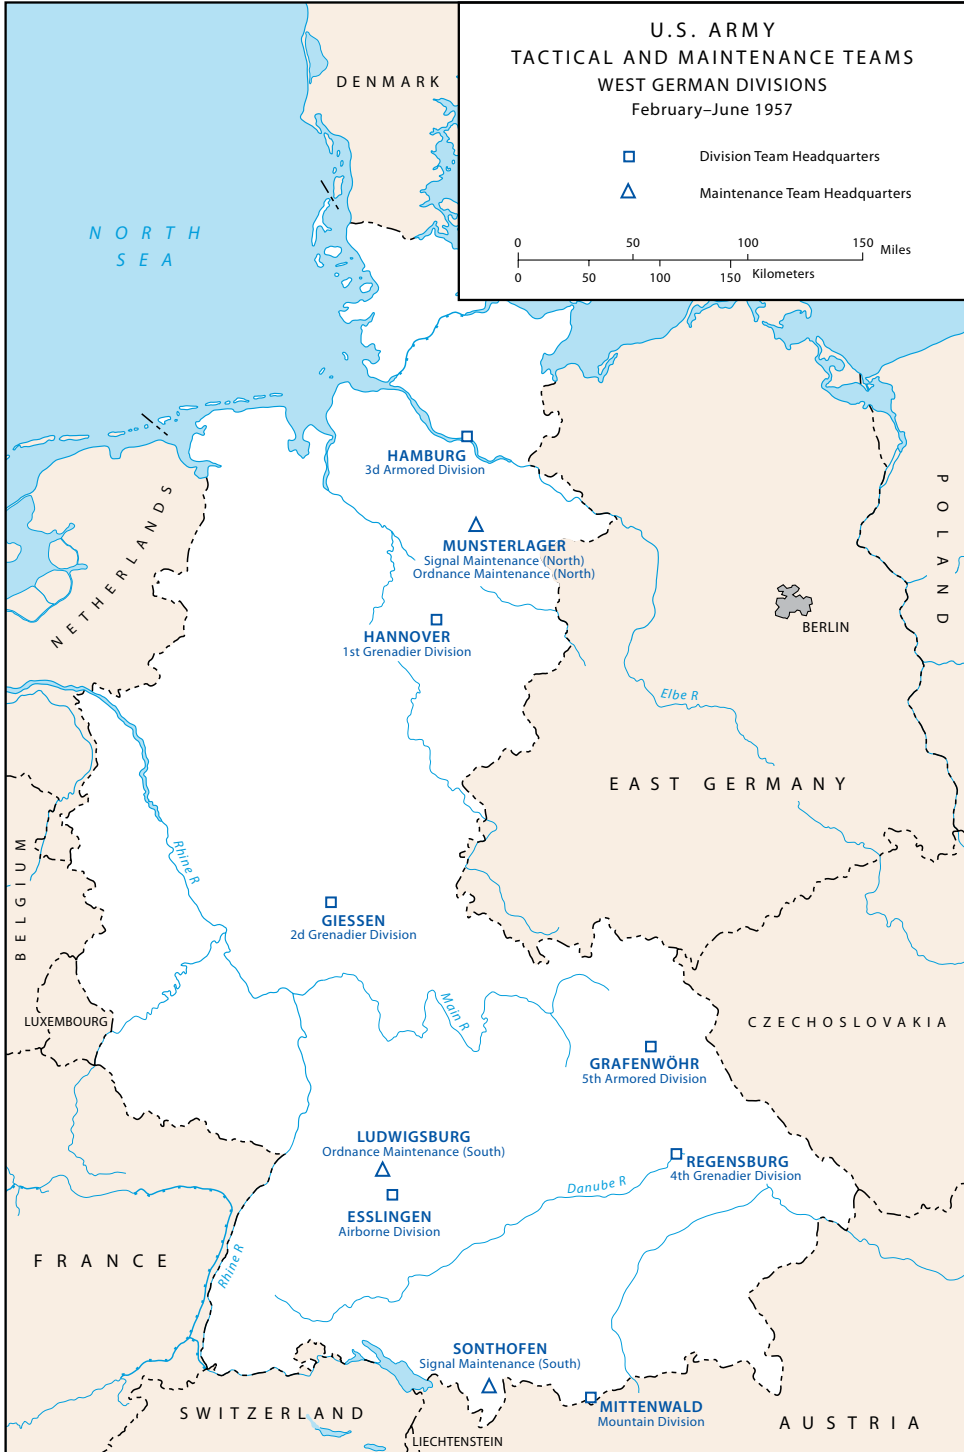 U.S. ARMY
TACTICAL AND MAINTENANCE TEAMS
WEST GERMAN DIVISIONS
February–June 1957
Division Team Headquarters
Maintenance Team Headquarters
0 50 100 150 Miles
0 50 100 150 Kilometers
DENMARK
NORTH
SEA
HAMBURG
3d Armored Division
POLAND
NETHERLANDS
MUNSTERLAGER
Signal Maintenance (North)
Ordnance Maintenance (North)
BERLIN
HANNOVER
1st Grenadier Division
Elbe R
EAST GERMANY
BELGIUM
Rhine R
GIESSEN
2d Grenadier Division
Main R
LUXEMBOURG
CZECHOSLOVAKIA
GRAFENWÖHR
5th Armored Division
LUDWIGSBURG
Ordnance Maintenance (South)
REGENSBURG
4th Grenadier Division
Danube R
ESSLINGEN
Airborne Division
FRANCE
Rhine R
SONTHOFEN
Signal Maintenance (South)
MITTENWALD
Mountain Division
SWITZERLAND
AUSTRIA
LIECHTENSTEIN